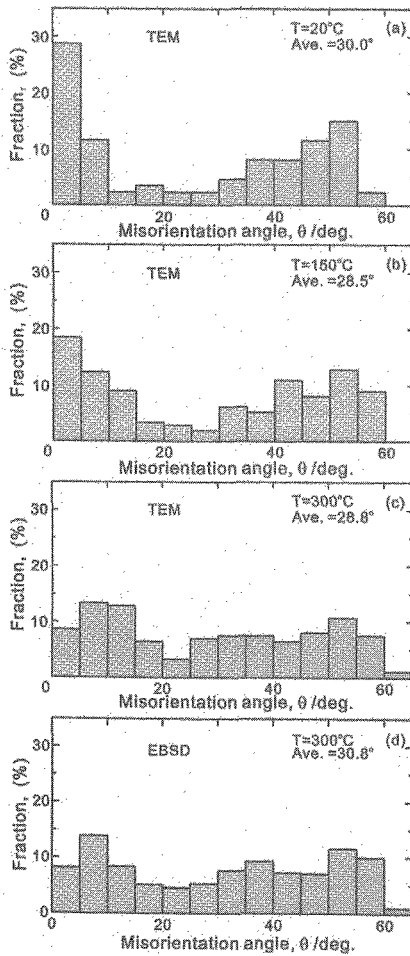 30
20
10
Fraction, (%)
TEM
T=20°C
(a)
Ave. =30.0°
0
20
40
60
Misorientation angle, θ /deg.
30
20
10
Fraction, (%)
TEM
T=150°C
(b)
Ave. =28.5°
0
20
40
60
Misorientation angle, θ /deg.
30
20
10
Fraction, (%)
TEM
T=300°C
(c)
Ave. =28.8°
0
20
40
60
Misorientation angle, θ /deg.
30
20
10
0
Fraction, (%)
EBSD
T=300°C
(d)
Ave. =30.8°
0
20
40
60
Misorientation angle, θ /deg.